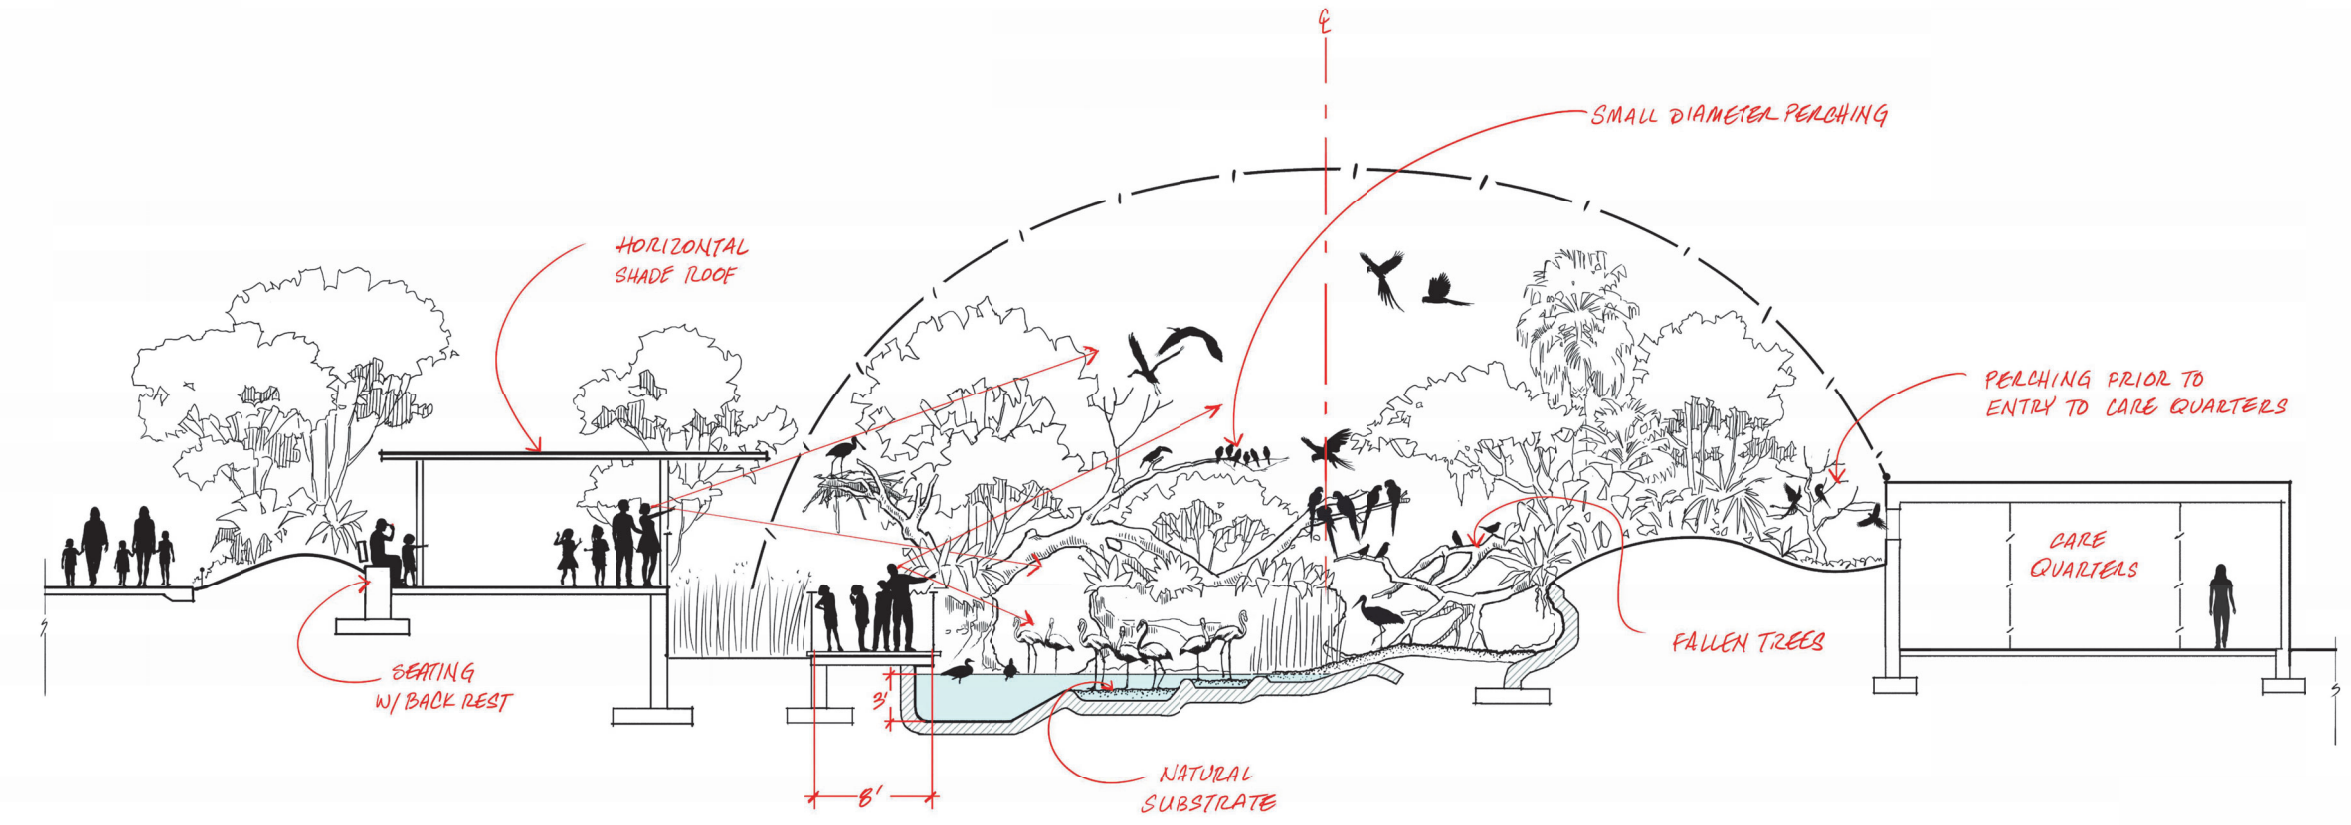 ℄
SMALL DIAMETER PERCHING
HORIZONTAL
SHADE ROOF
PERCHING PRIOR TO
ENTRY TO CARE QUARTERS
CARE
QUARTERS
FALLEN TREES
SEATING
W/ BACK REST
3'
8'
NATURAL
SUBSTRATE